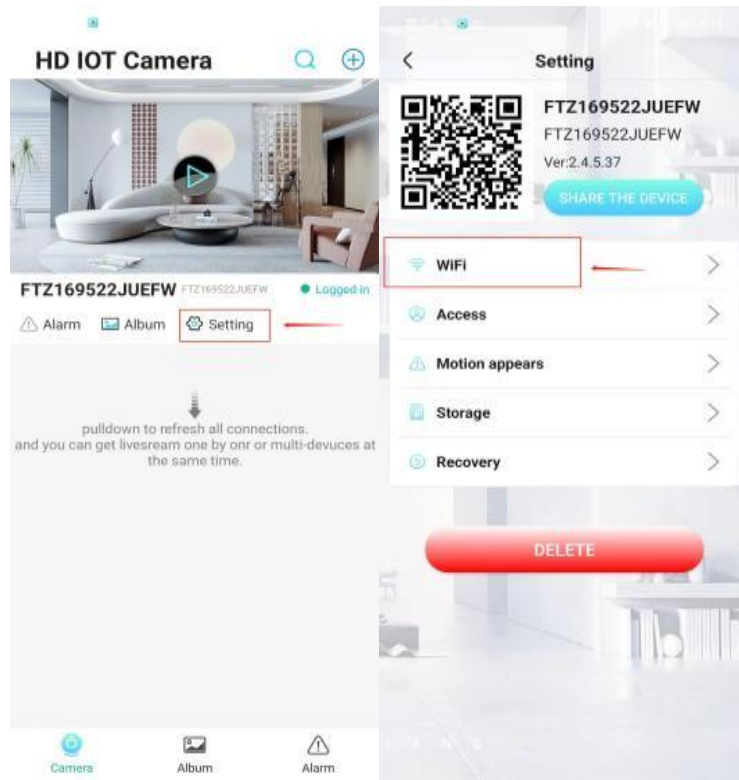 HD IOT Camera
FTZ169522JUEFW FTZ169522JUEFW Logged in
Alarm Album Setting
pulldown to refresh all connections.
and you can get livesream one by onr or multi-devuces at
the same time.
Camera Album Alarm
Setting
FTZ169522JUEFW
FTZ169522JUEFW
Ver:2.4.5.37
SHARE THE DEVICE
WiFi
Access
Motion appears
Storage
Recovery
DELETE